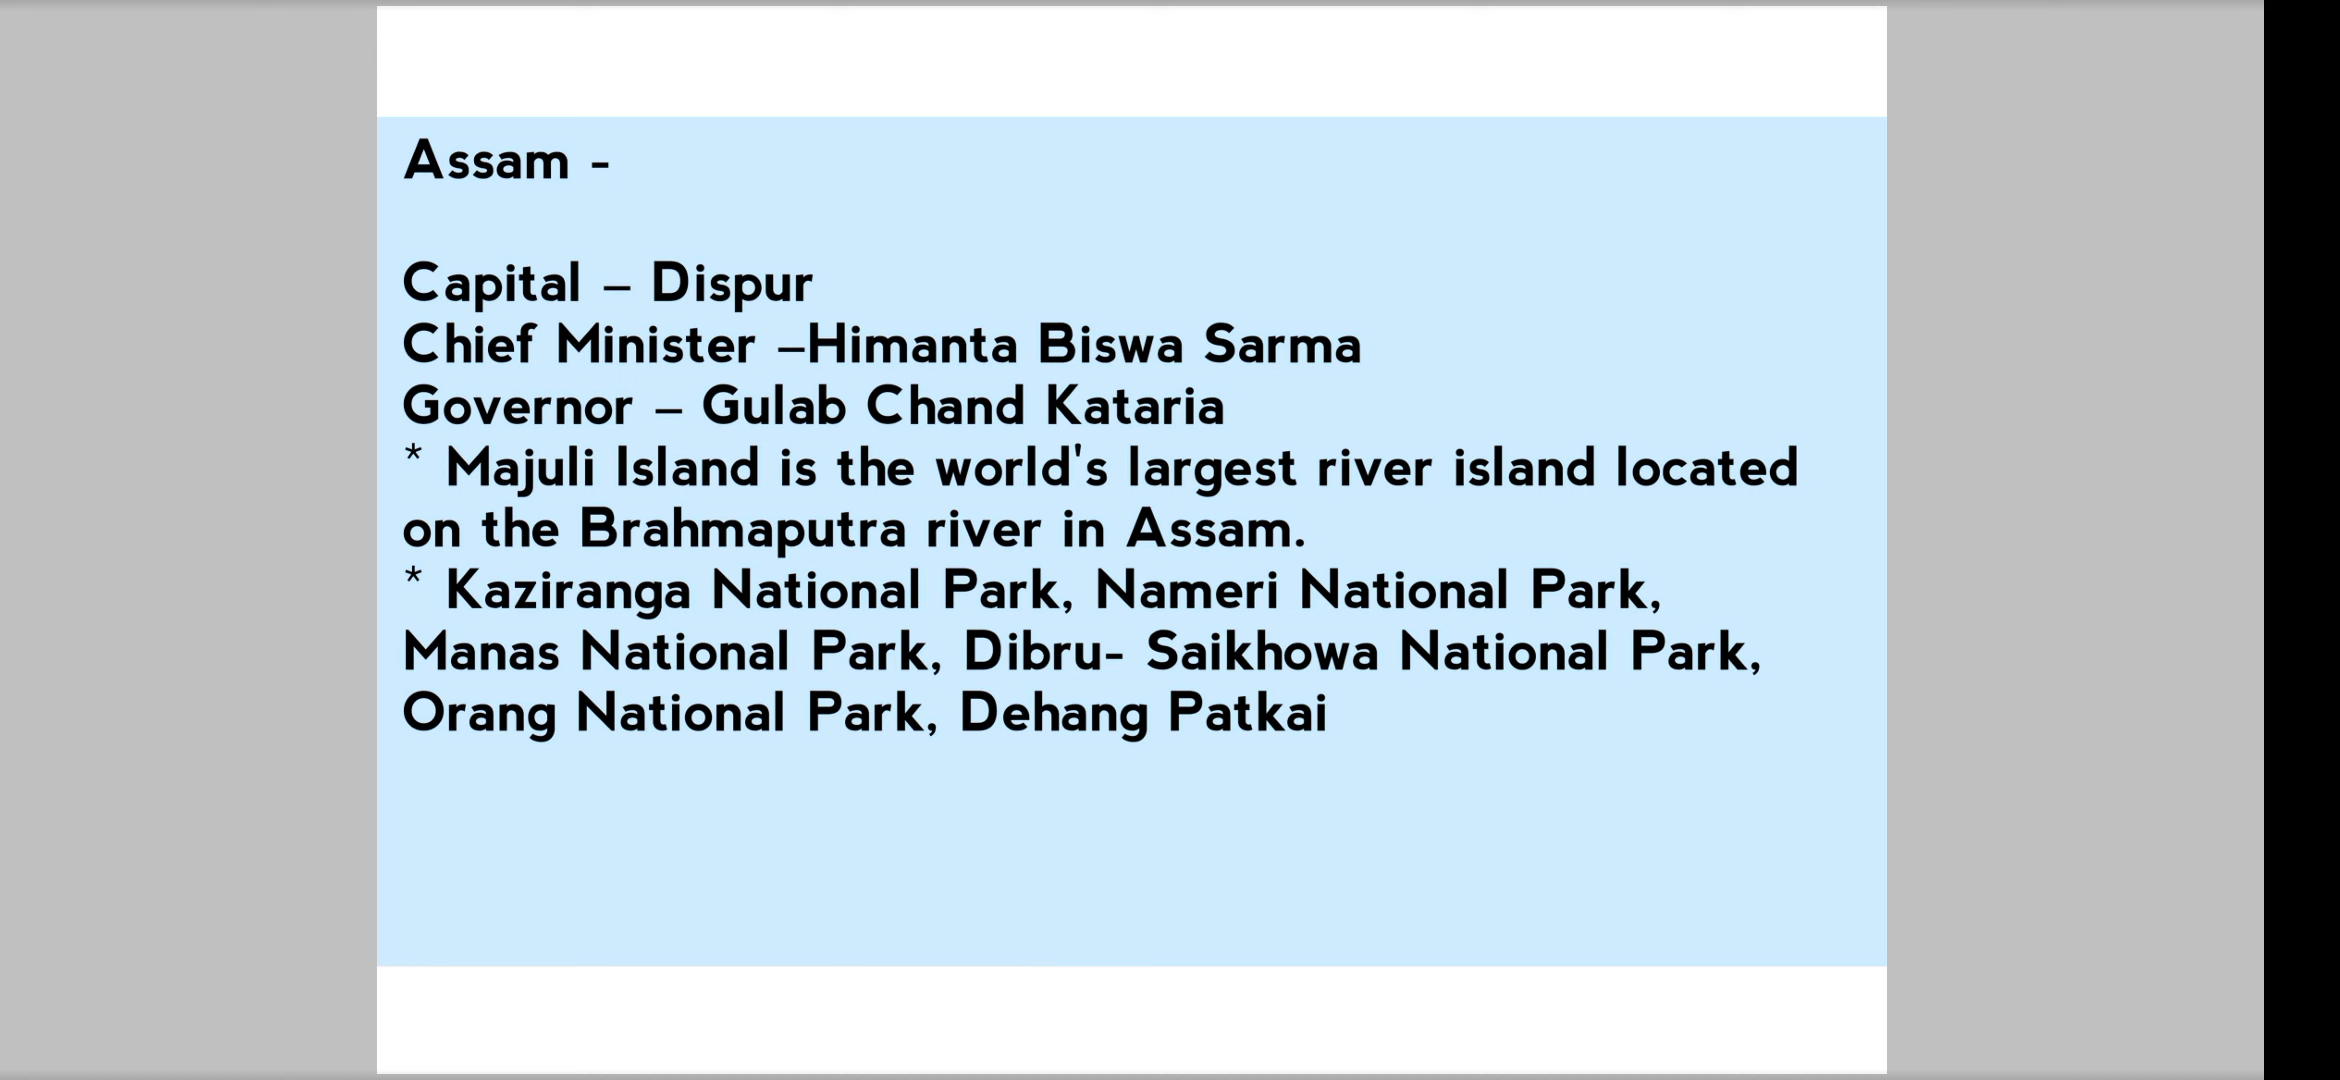 Assam -
Capital – Dispur
Chief Minister –Himanta Biswa Sarma
Governor – Gulab Chand Kataria
* Majuli Island is the world's largest river island located
on the Brahmaputra river in Assam.
* Kaziranga National Park, Nameri National Park,
Manas National Park, Dibru- Saikhowa National Park,
Orang National Park, Dehang Patkai